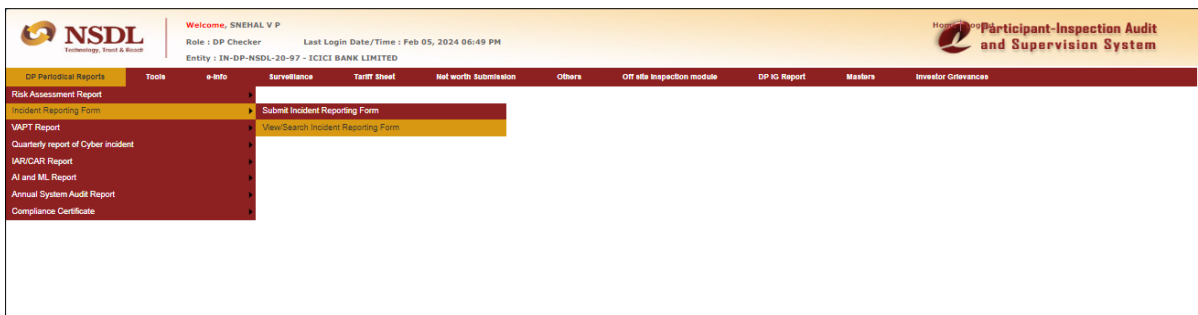 NSDL
Technology, Trust & Reach
Welcome, SNEHAL V P
Role : DP Checker Last Login Date/Time : Feb 05, 2024 06:49 PM
Entity : IN-DP-NSDL-20-97 - ICICI BANK LIMITED
Participant-Inspection Audit
and Supervision System
DP Periodical Reports Tools e-Info Surveillance Tariff Sheet Net worth Submission Others Off site Inspection module DP IG Report Masters Investor Grievances
Risk Assessment Report
Incident Reporting Form Submit Incident Reporting Form
VAPT Report View/Search Incident Reporting Form
Quarterly report of Cyber incident
IAR/CAR Report
AI and ML Report
Annual System Audit Report
Compliance Certificate